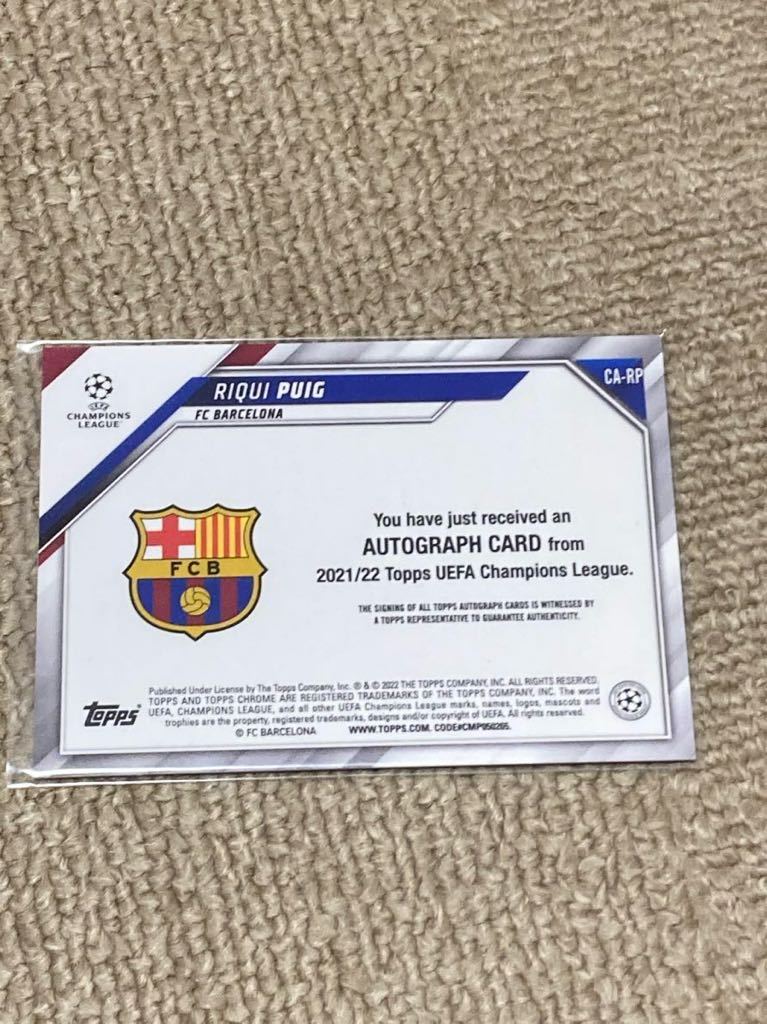 UEFA
CHAMPIONS
LEAGUE
RIQUI PUIG
FC BARCELONA
CA-RP
FCB
You have just received an
AUTOGRAPH CARD from
2021/22 Topps UEFA Champions League.
THE SIGNING OF ALL TOPPS AUTOGRAPH CARDS IS WITNESSED BY
A TOPPS REPRESENTATIVE TO GUARANTEE AUTHENTICITY.
topps®
Published Under License by The Topps Company, Inc. ® & © 2022 THE TOPPS COMPANY, INC. ALL RIGHTS RESERVED.
TOPPS AND TOPPS CHROME ARE REGISTERED TRADEMARKS OF THE TOPPS COMPANY, INC. The word
UEFA, CHAMPIONS LEAGUE, and all other UEFA Champions League marks, names, logos, mascots and
trophies are the property, registered trademarks, designs and/or copyright of UEFA. All rights reserved.
© FC BARCELONA WWW.TOPPS.COM. CODE#CMP050265.